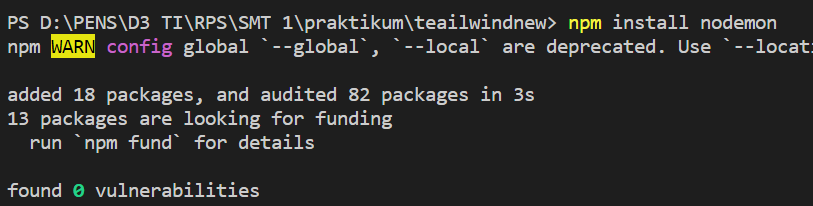 PS D:\PENS\D3 TI\RPS\SMT 1\praktikum\teailwindnew> npm install nodemon
npm WARN config global `--global`, `--local` are deprecated. Use `--locati
added 18 packages, and audited 82 packages in 3s
13 packages are looking for funding
run `npm fund` for details
found 0 vulnerabilities